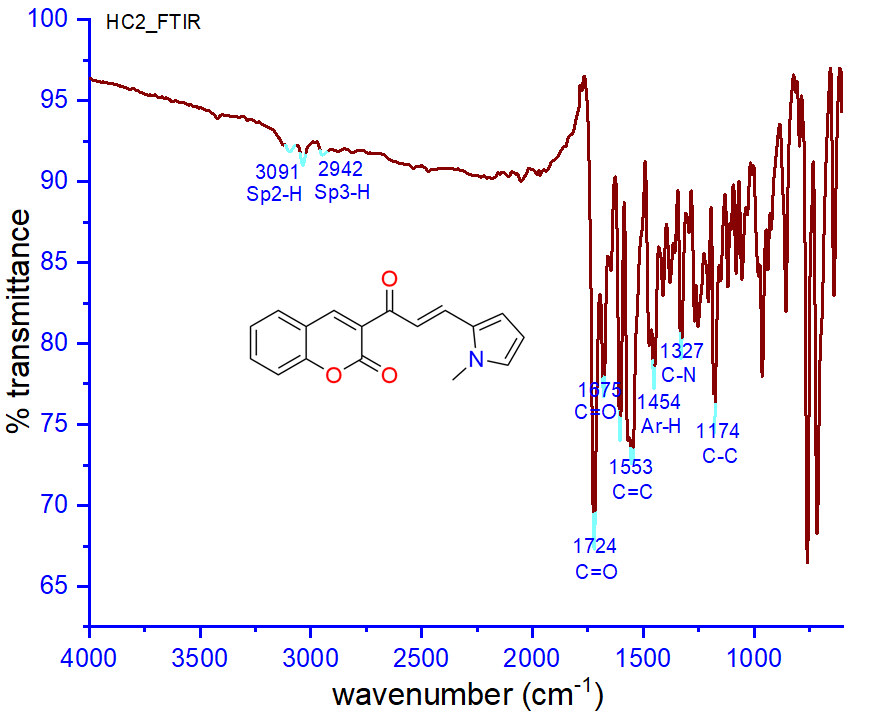 HC2_FTIR
100
95
90
85
80
75
70
65
% transmittance
3091
Sp2-H
2942
Sp3-H
O
O
O
N
1675
C=O
1327
C-N
1454
Ar-H
1174
C-C
1553
C=C
1724
C=O
4000
3500
3000
2500
2000
1500
1000
wavenumber (cm-1)